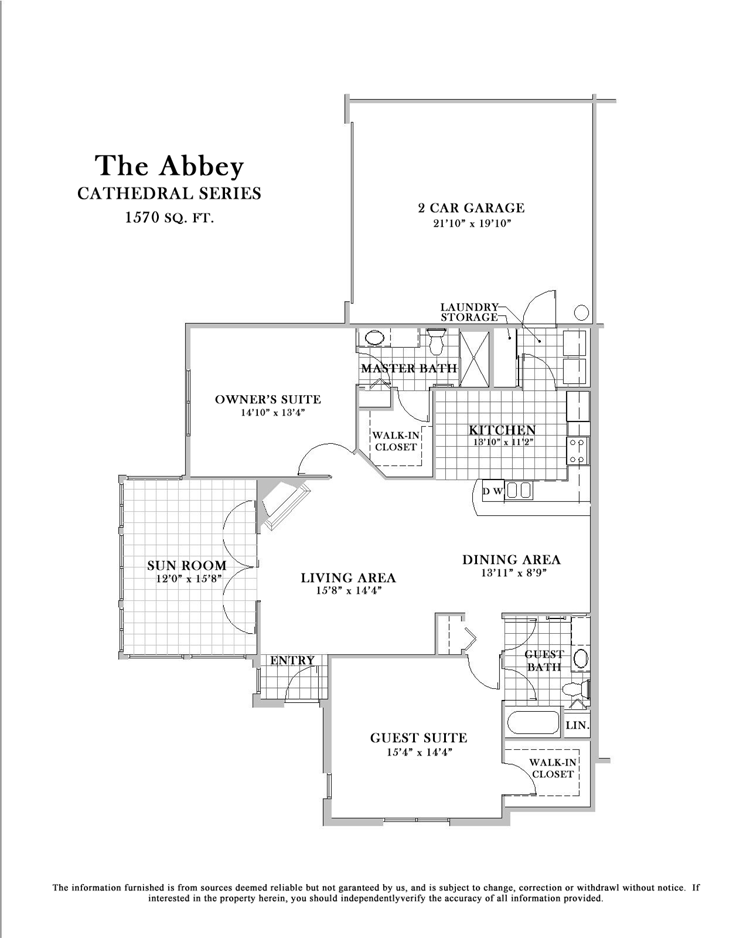 The Abbey
CATHEDRAL SERIES
1570 SQ. FT.
2 CAR GARAGE
21'10" x 19'10"
LAUNDRY
STORAGE
MASTER BATH
OWNER'S SUITE
14'10" x 13'4"
WALK-IN
CLOSET
KITCHEN
13'10" x 11'2"
D W
SUN ROOM
12'0" x 15'8"
LIVING AREA
15'8" x 14'4"
DINING AREA
13'11" x 8'9"
ENTRY
GUEST
BATH
LIN.
GUEST SUITE
15'4" x 14'4"
WALK-IN
CLOSET
The information furnished is from sources deemed reliable but not garanteed by us, and is subject to change, correction or withdrawl without notice. If
interested in the property herein, you should independentlyverify the accuracy of all information provided.